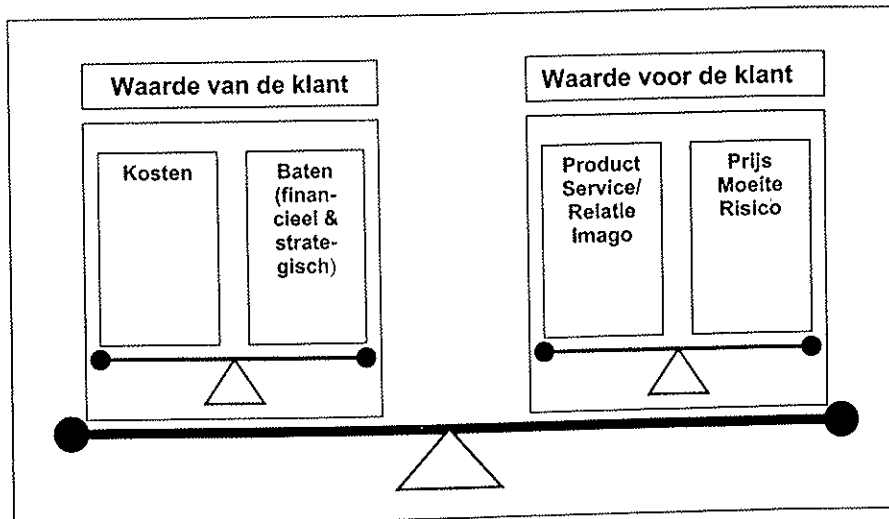 Waarde van de klant
Waarde voor de klant
Kosten
Baten
(finan-
cieel &
strate-
gisch)
Product
Service/
Relatie
Imago
Prijs
Moeite
Risico